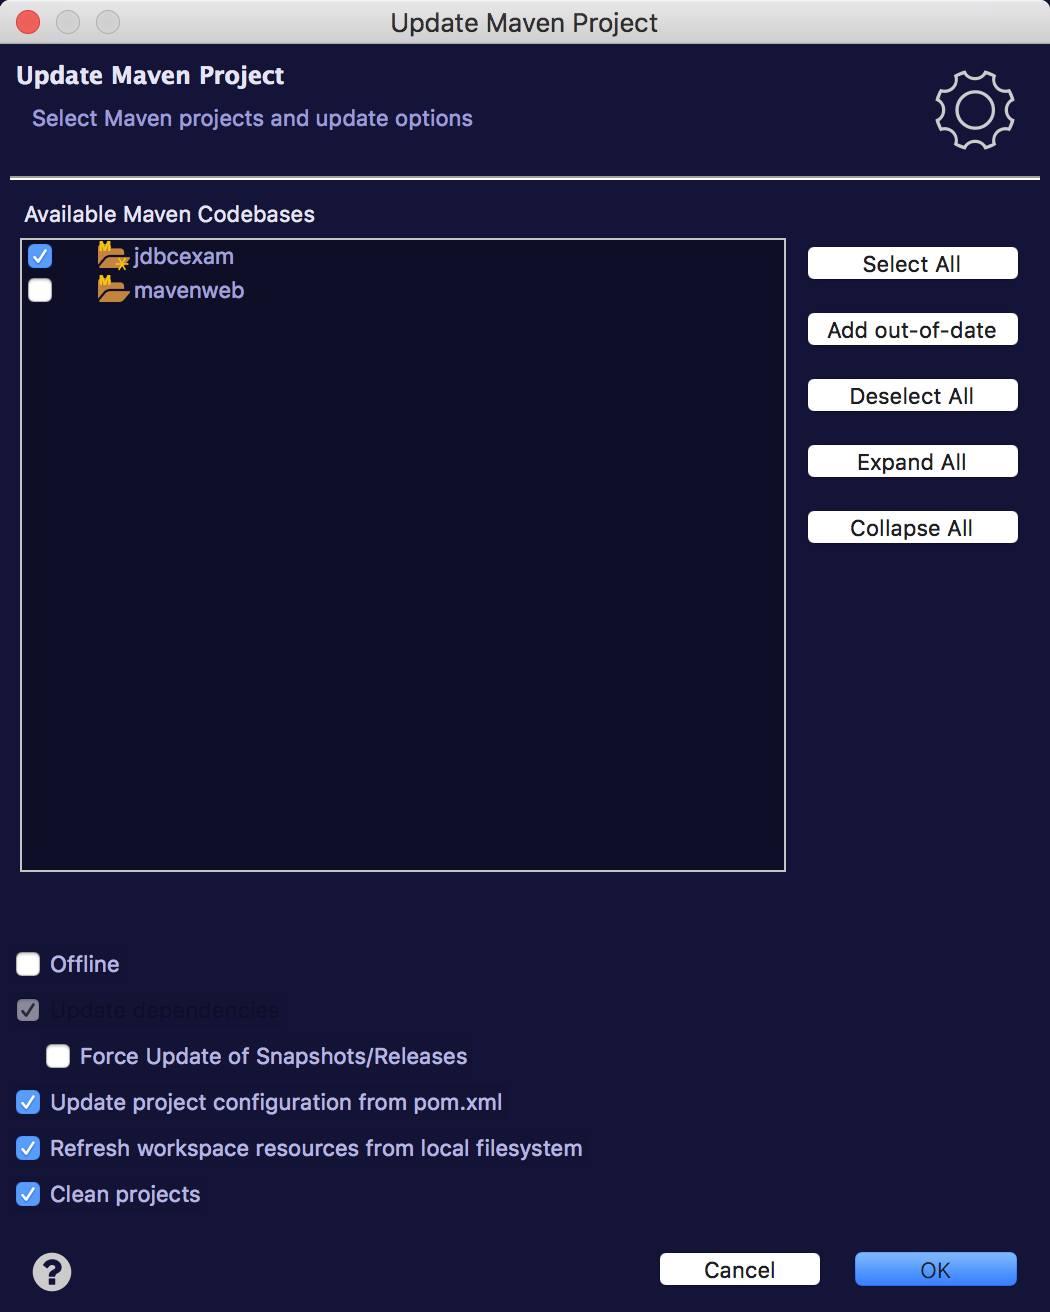 Update Maven Project
Update Maven Project
Select Maven projects and update options
Available Maven Codebases
jdbcexam
mavenweb
Select All
Add out-of-date
Deselect All
Expand All
Collapse All
Offline
Update dependencies
Force Update of Snapshots/Releases
Update project configuration from pom.xml
Refresh workspace resources from local filesystem
Clean projects
?
Cancel
OK